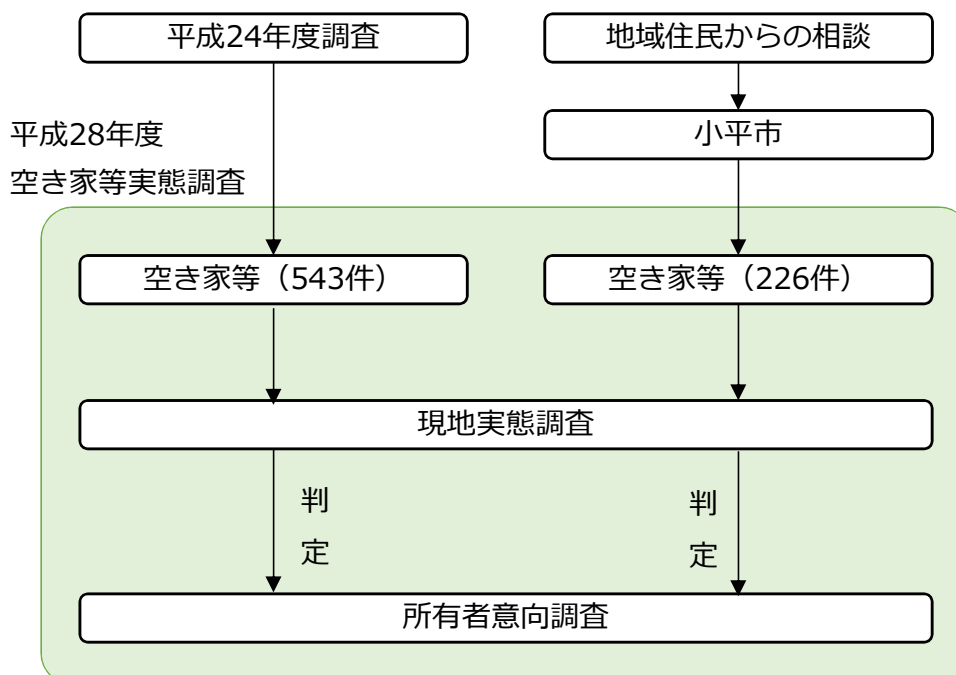 平成24年度調査
地域住民からの相談
小平市
平成28年度
空き家等実態調査
空き家等（543件）
空き家等（226件）
現地実態調査
判
定
判
定
所有者意向調査